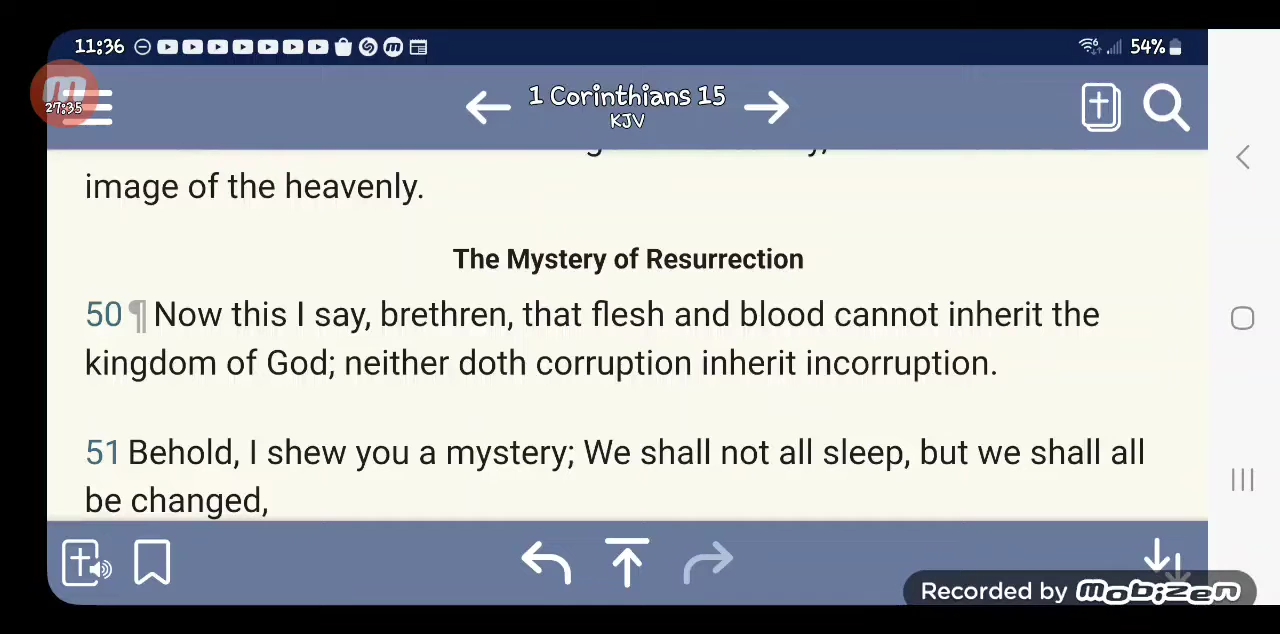 11:36
54%
27:35
1 Corinthians 15
KJV
image of the heavenly.
The Mystery of Resurrection
50 ¶ Now this I say, brethren, that flesh and blood cannot inherit the
kingdom of God; neither doth corruption inherit incorruption.
51 Behold, I shew you a mystery; We shall not all sleep, but we shall all
be changed,
Recorded by mobizen